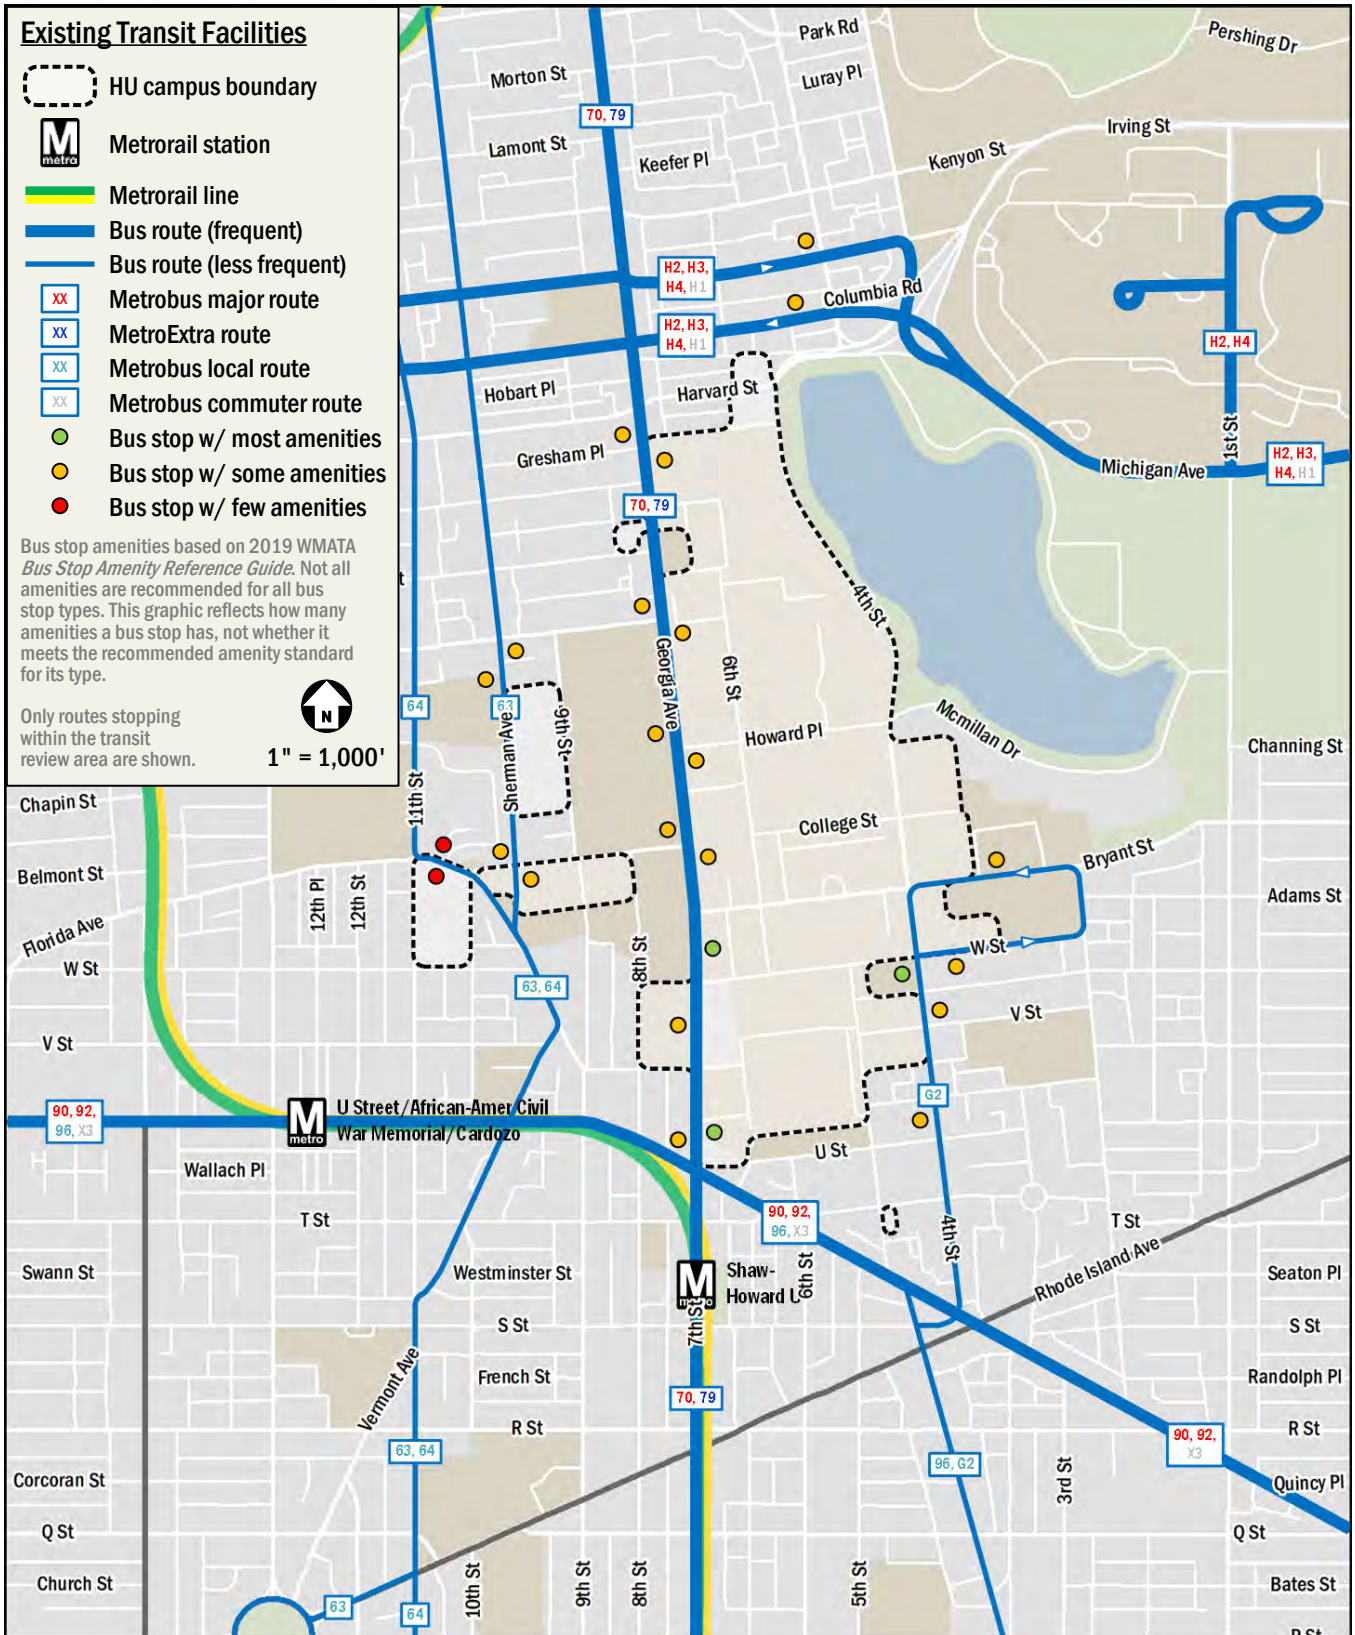 Existing Transit Facilities
HU campus boundary
M
metro
Metrorail station
Metrorail line
Bus route (frequent)
Bus route (less frequent)
XX
Metrobus major route
XX
MetroExtra route
XX
Metrobus local route
XX
Metrobus commuter route
Bus stop w/ most amenities
Bus stop w/ some amenities
Bus stop w/ few amenities
Bus stop amenities based on 2019 WMATA
Bus Stop Amenity Reference Guide. Not all
amenities are recommended for all bus
stop types. This graphic reflects how many
amenities a bus stop has, not whether it
meets the recommended amenity standard
for its type.
Only routes stopping
within the transit
review area are shown.
N
1" = 1,000'
Park Rd
Pershing Dr
Morton St
Luray Pl
70, 79
Irving St
Lamont St
Keefer Pl
Kenyon St
H2, H3,
H4, H1
Columbia Rd
H2, H3,
H4, H1
H2, H4
Hobart Pl
Harvard St
1st St
Gresham Pl
Michigan Ave
H2, H3,
H4, H1
70, 79
4th St
Georgia Ave
6th St
64
63
Sherman Ave
9th St
Howard Pl
Mcmillan Dr
Channing St
11th St
Chapin St
College St
Bryant St
Belmont St
12th Pl
12th St
Adams St
Florida Ave
W St
8th St
W St
63, 64
V St
V St
G2
90, 92,
96, X3
M
metro
U Street/African-Amer Civil
War Memorial/Cardozo
U St
Wallach Pl
T St
90, 92,
96, X3
4th St
T St
Rhode Island Ave
Swann St
Westminster St
M
Shaw-
Howard U
6th St
Seaton Pl
7th St
S St
S St
Vermont Ave
French St
70, 79
Randolph Pl
R St
R St
63, 64
96, G2
90, 92,
X3
3rd St
Corcoran St
Quincy Pl
Q St
Q St
Church St
63
64
10th St
9th St
8th St
5th St
Bates St